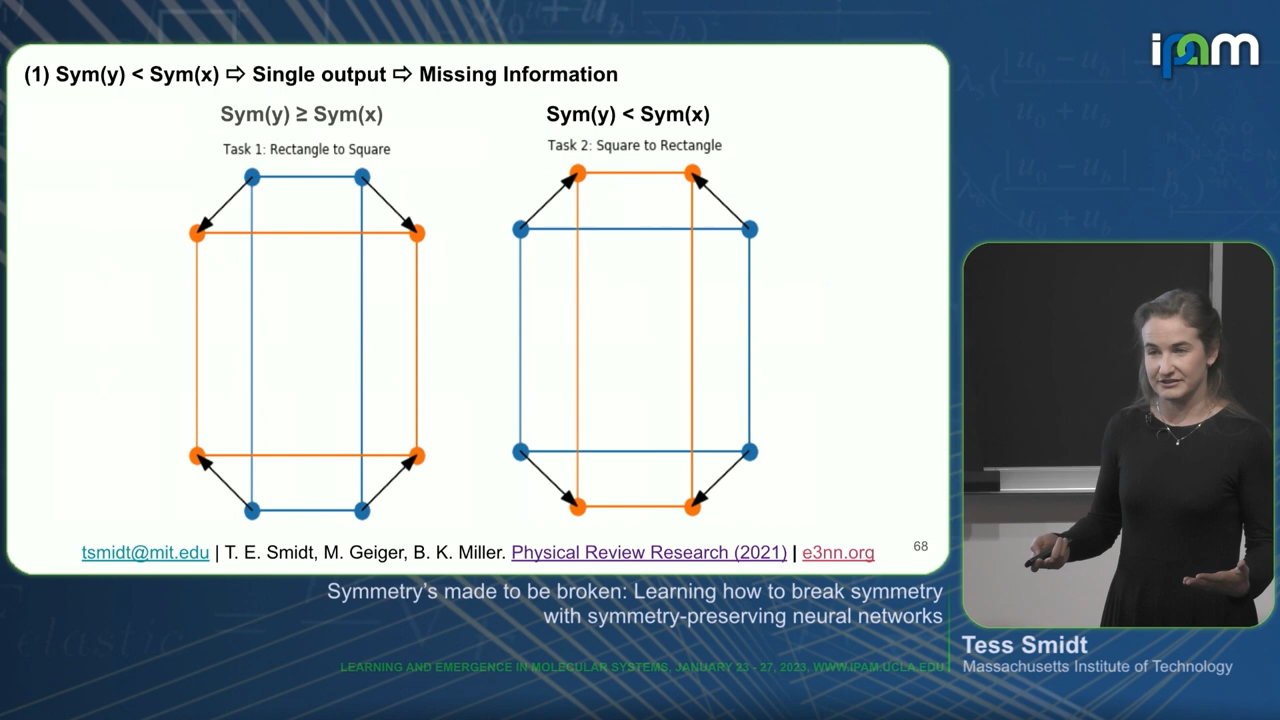 (1) Sym(y) < Sym(x) ⇨ Single output ⇨ Missing Information
Sym(y) ≥ Sym(x)
Task 1: Rectangle to Square
Sym(y) < Sym(x)
Task 2: Square to Rectangle
tsmidt@mit.edu | T. E. Smidt, M. Geiger, B. K. Miller. Physical Review Research (2021) | e3nn.org
68
ipam
Symmetry's made to be broken: Learning how to break symmetry
with symmetry-preserving neural networks
Tess Smidt
Massachusetts Institute of Technology
LEARNING AND EMERGENCE IN MOLECULAR SYSTEMS, JANUARY 23 - 27, 2023, WWW.IPAM.UCLA.EDU
elastic